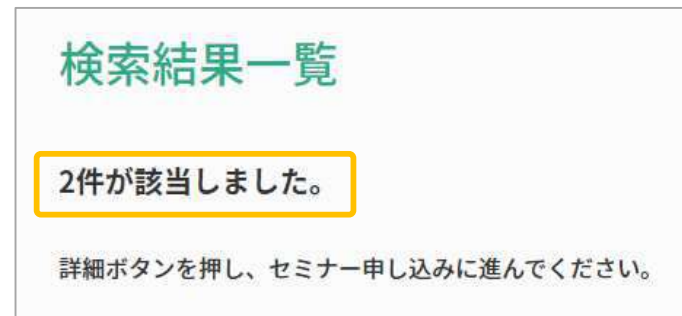 検索結果一覧
2件が該当しました。
詳細ボタンを押し、セミナー申し込みに進んでください。